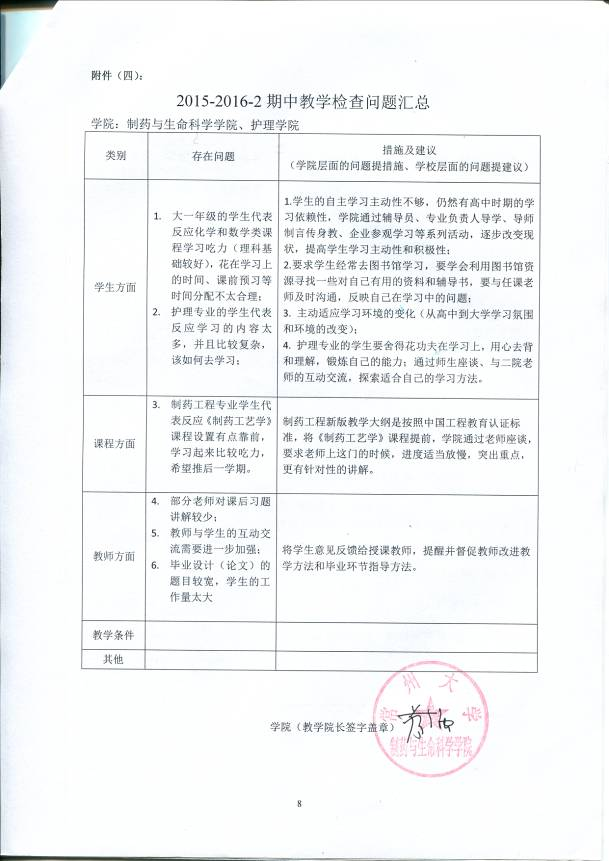 附件（四）：
2015-2016-2 期中教学检查问题汇总
学院：制药与生命科学学院、护理学院
类别
存在问题
措施及建议
（学院层面的问题提措施、学校层面的问题提建议）
学生方面
1. 大一年级的学生代表
反应化学和数学类课
程学习吃力（理科基
础较好），花在学习上
的时间、课前预习等
时间分配不太合理；
2. 护理专业的学生代表
反应学习的内容太
多，并且比较复杂，
该如何去学习；
1.学生的自主学习主动性不够，仍然有高中时期的学
习依赖性，学院通过辅导员、专业负责人导学、导师
制言传身教、企业参观学习等系列活动，逐步改变现
状，提高学生学习主动性和积极性；
2.要求学生经常去图书馆学习，要学会利用图书馆资
源寻找一些对自己有用的资料和辅导书，要与任课老
师及时沟通，反映自己在学习中的问题；
3. 主动适应学习环境的变化（从高中到大学学习氛围
和环境的改变）；
4. 护理专业的学生要舍得花功夫在学习上，用心去背
和理解，锻炼自己的能力；通过师生座谈、与二院老
师的互动交流，探索适合自己的学习方法。
课程方面
3. 制药工程专业学生代
表反应《制药工艺学》
课程设置有点靠前，
学习起来比较吃力，
希望推后一学期。
制药工程新版教学大纲是按照中国工程教育认证标
准，将《制药工艺学》课程提前，学院通过老师座谈，
要求老师上这门的时候，进度适当放慢，突出重点，
更有针对性的讲解。
教师方面
4. 部分老师对课后习题
讲解较少；
5. 教师与学生的互动交
流需要进一步加强；
6. 毕业设计（论文）的
题目较宽，学生的工
作量太大
将学生意见反馈给授课教师，提醒并督促教师改进教
学方法和毕业环节指导方法。
教学条件
其他
学院（教学院长签字盖章）
常州大学
制药与生命科学学院
8